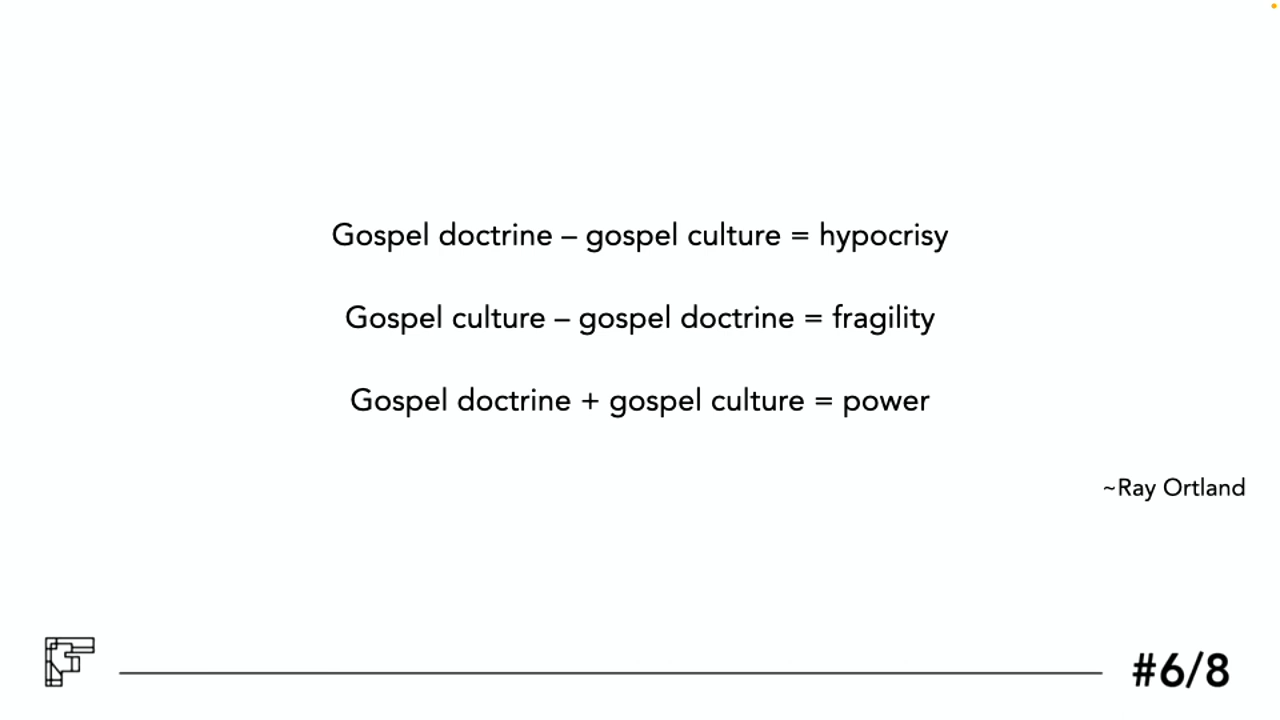 Gospel doctrine – gospel culture = hypocrisy
Gospel culture – gospel doctrine = fragility
Gospel doctrine + gospel culture = power
~Ray Ortland
#6/8